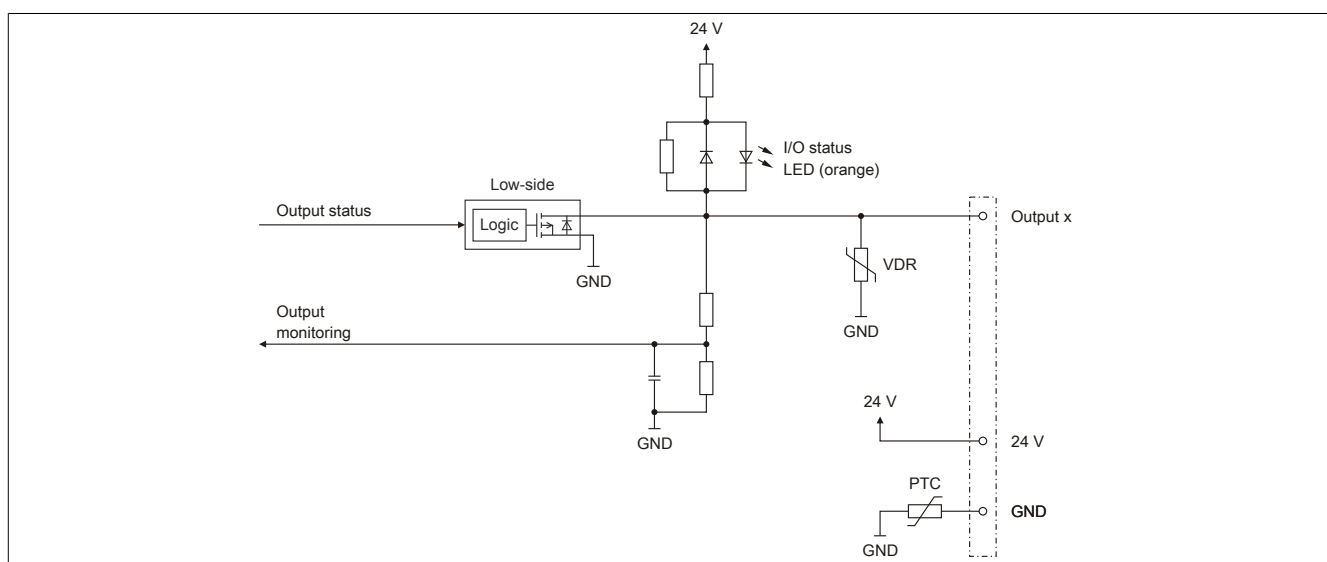 24 V
I/O status
LED (orange)
Low-side
Output status
Logic
Output x
GND
VDR
Output
monitoring
GND
24 V
GND
24 V
PTC
GND
GND